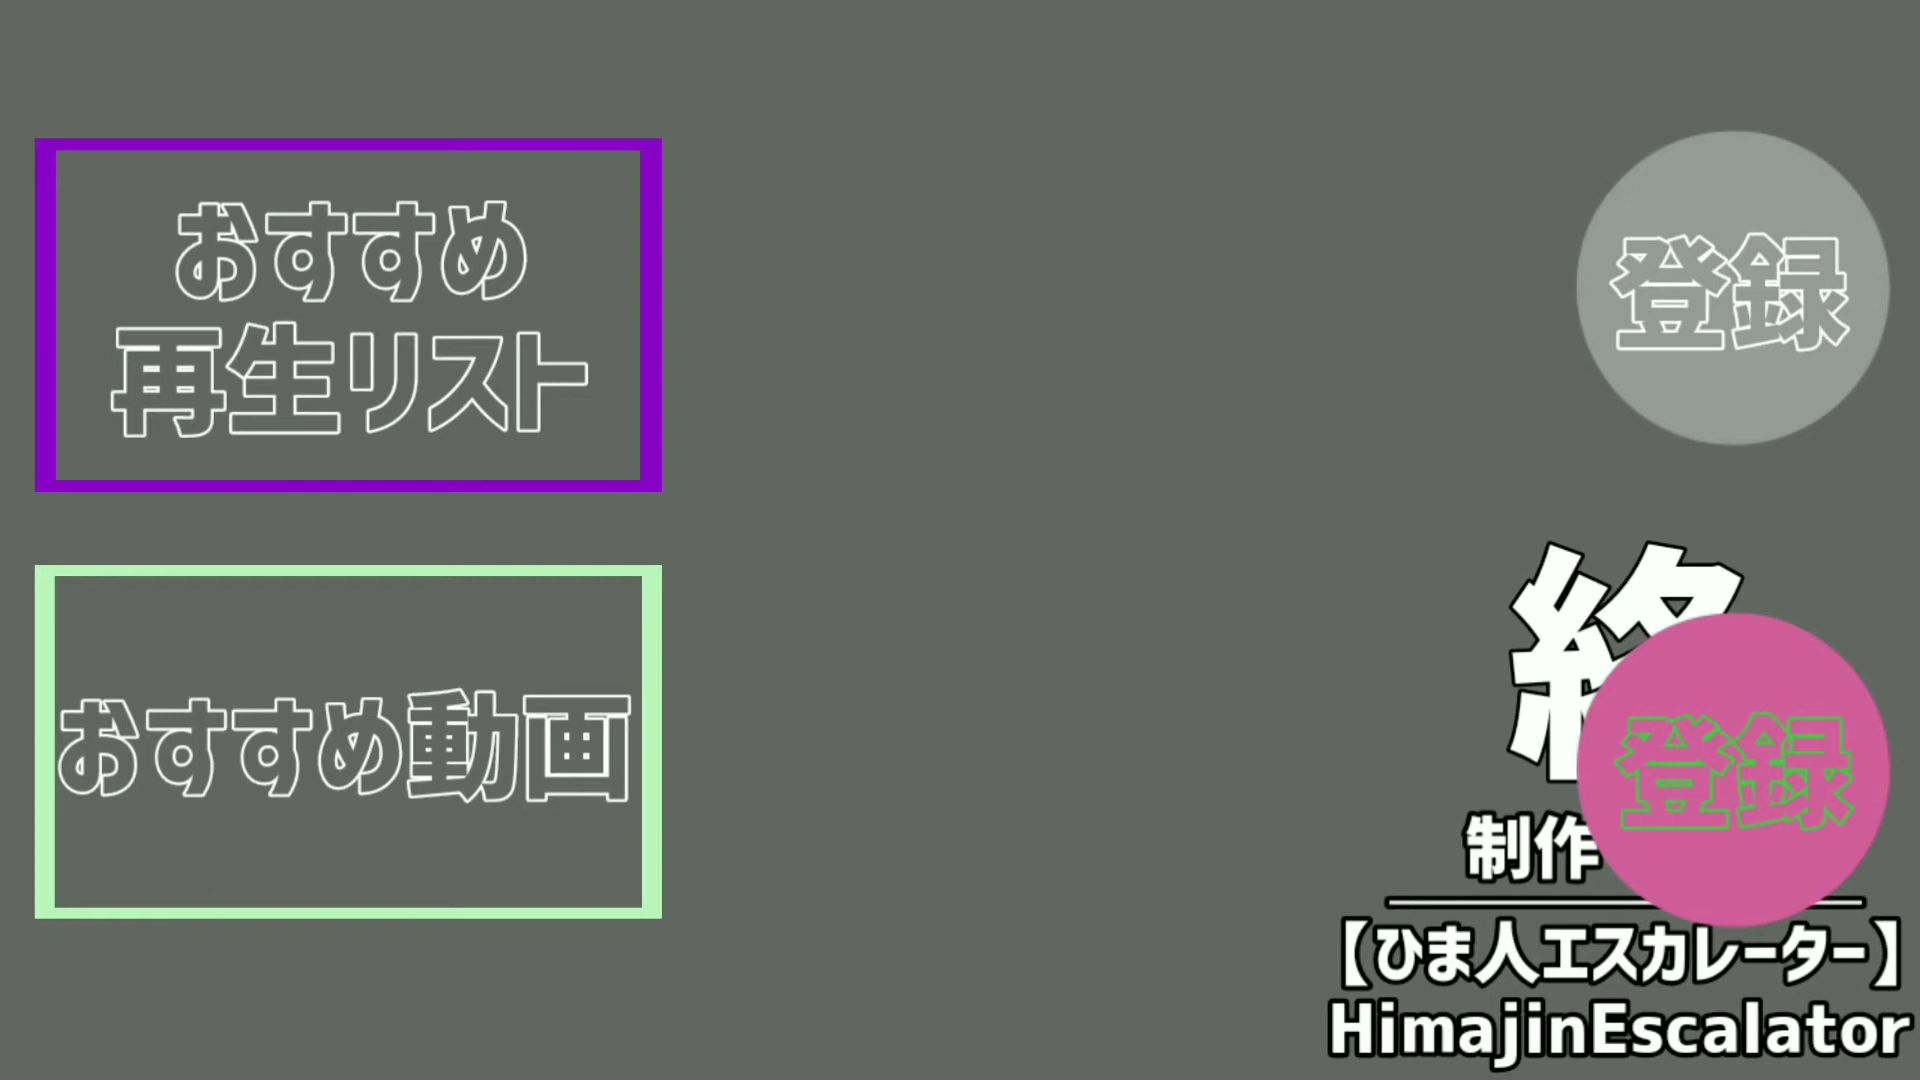 おすすめ
再生リスト
おすすめ動画
登録
登録
制作
【ひま人エスカレーター】
HimajinEscalator